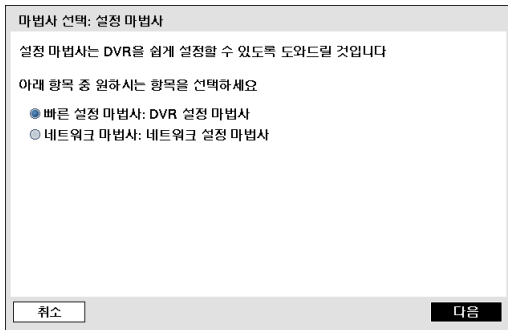 마법사 선택: 설정 마법사
설정 마법사는 DVR을 쉽게 설정할 수 있도록 도와드릴 것입니다
아래 항목 중 원하시는 항목을 선택하세요
빠른 설정 마법사: DVR 설정 마법사
네트워크 마법사: 네트워크 설정 마법사
취소
다음